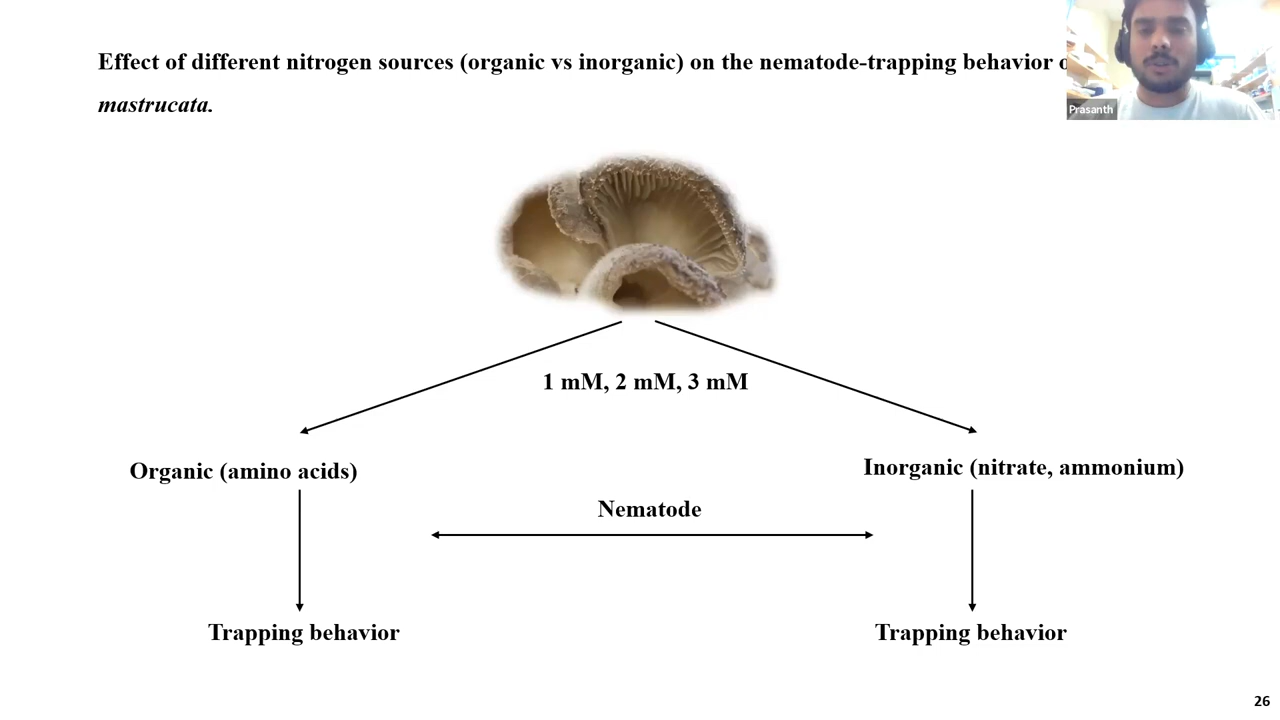 Effect of different nitrogen sources (organic vs inorganic) on the nematode-trapping behavior
mastrucata.
Prasanth
1 mM, 2 mM, 3 mM
Organic (amino acids)
Inorganic (nitrate, ammonium)
Nematode
Trapping behavior
Trapping behavior
26